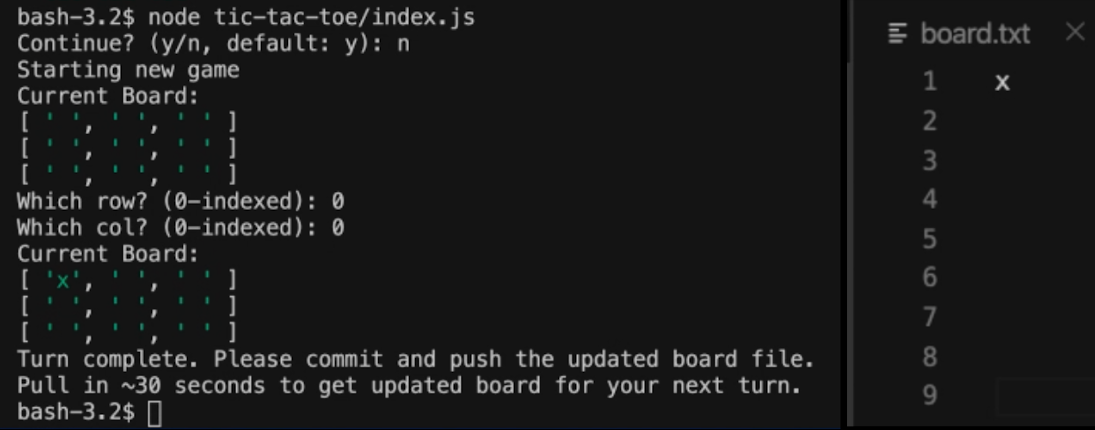 bash-3.2$ node tic-tac-toe/index.js
Continue? (y/n, default: y): n
Starting new game
Current Board:
[ ' ', ' ', ' ' ]
[ ' ', ' ', ' ' ]
[ ' ', ' ', ' ' ]
Which row? (0-indexed): 0
Which col? (0-indexed): 0
Current Board:
[ 'x', ' ', ' ' ]
[ ' ', ' ', ' ' ]
[ ' ', ' ', ' ' ]
Turn complete. Please commit and push the updated board file.
Pull in ~30 seconds to get updated board for your next turn.
bash-3.2$
board.txt
1 x
2
3
4
5
6
7
8
9